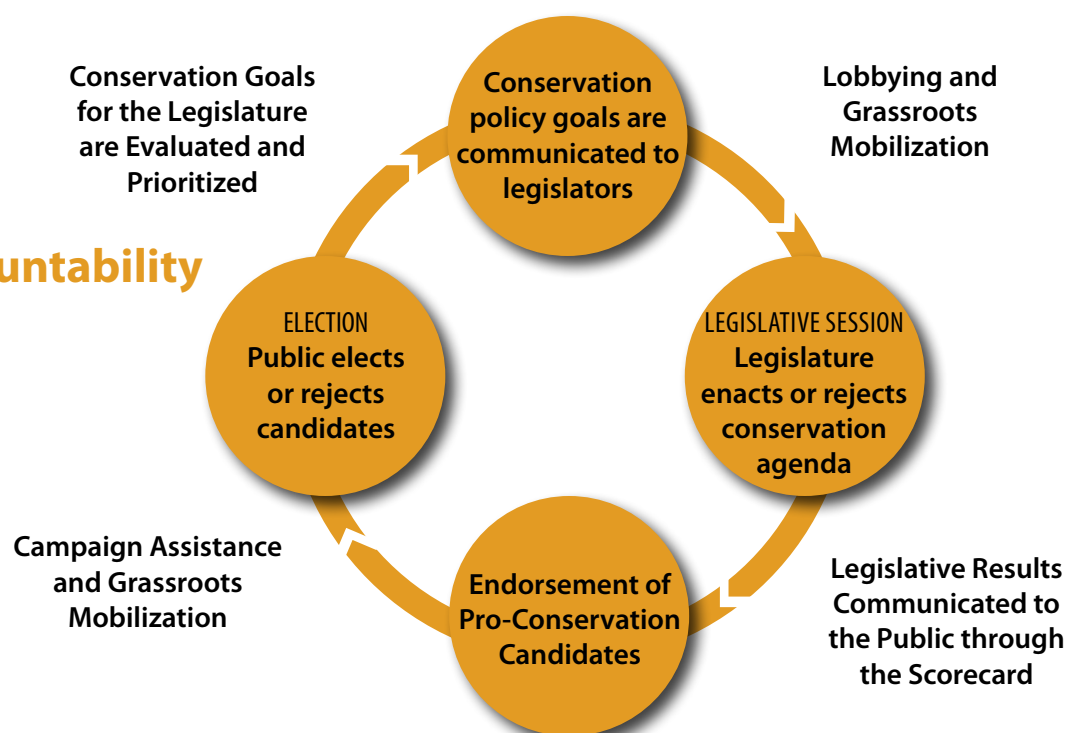 Conservation Goals
for the Legislature
are Evaluated and
Prioritized
Conservation
policy goals are
communicated to
legislators
Lobbying and
Grassroots
Mobilization
untability
ELECTION
Public elects
or rejects
candidates
LEGISLATIVE SESSION
Legislature
enacts or rejects
conservation
agenda
Campaign Assistance
and Grassroots
Mobilization
Endorsement of
Pro-Conservation
Candidates
Legislative Results
Communicated to
the Public through
the Scorecard